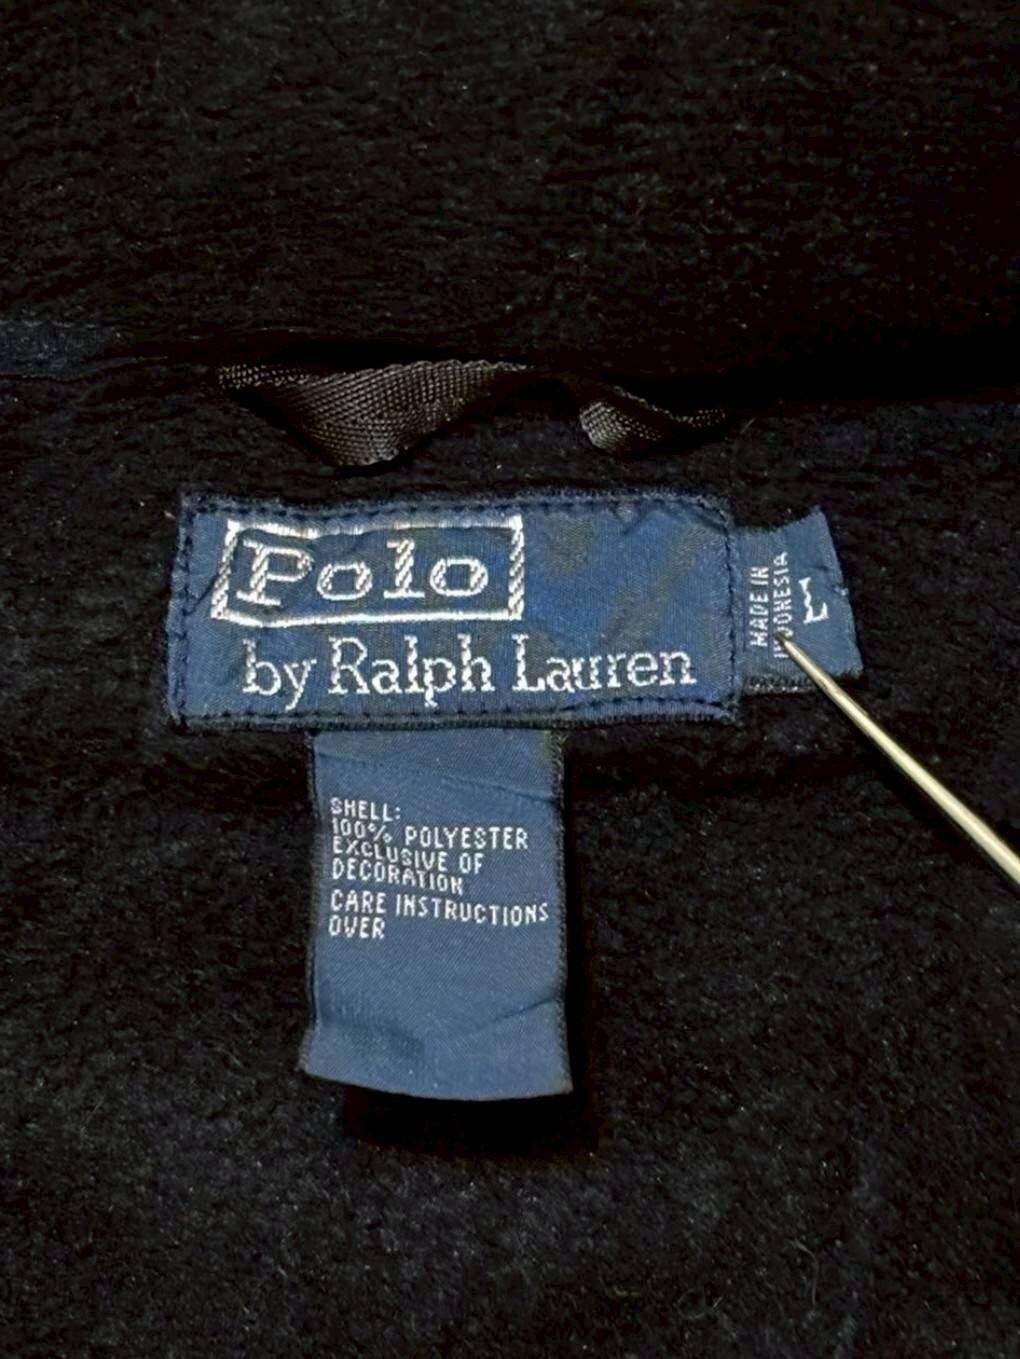 Polo
by Ralph Lauren
MADE IN
INDONESIA
L
SHELL:
100% POLYESTER
EXCLUSIVE OF
DECORATION
CARE INSTRUCTIONS
OVER